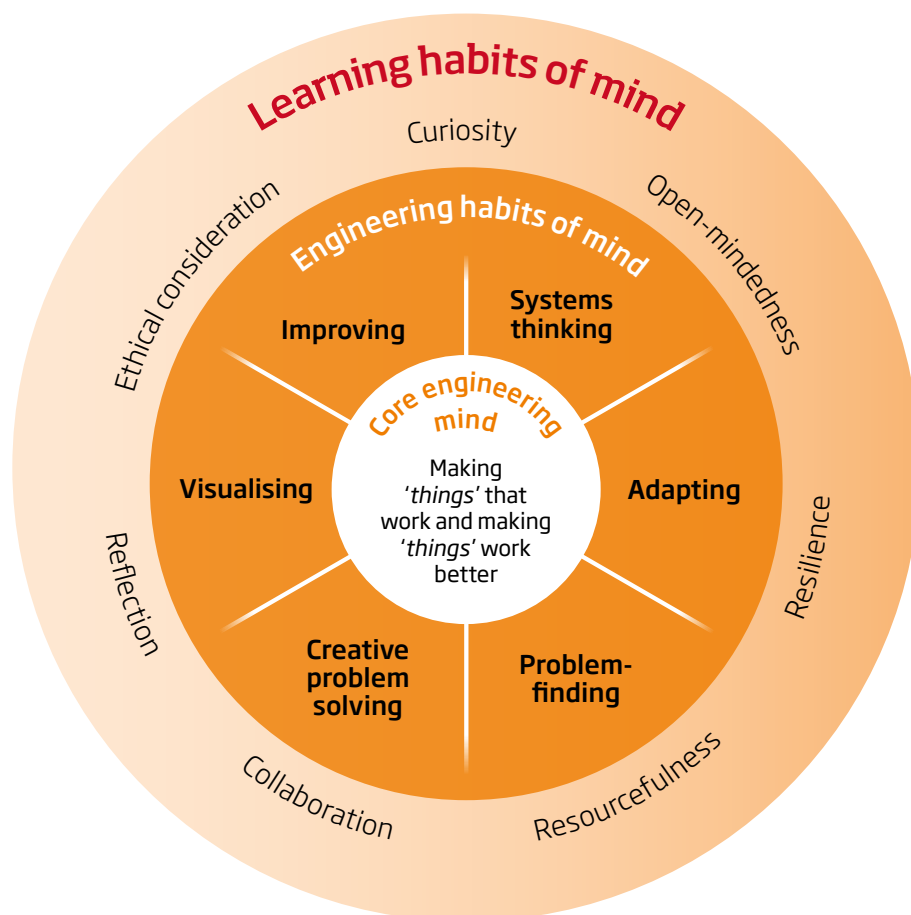 Learning habits of mind
Curiosity
Open-mindedness
Resilience
Resourcefulness
Collaboration
Reflection
Ethical consideration
Engineering habits of mind
Systems
thinking
Adapting
Problem-
finding
Creative
problem
solving
Visualising
Improving
Core engineering
mind
Making
‘things’ that
work and making
‘things’ work
better